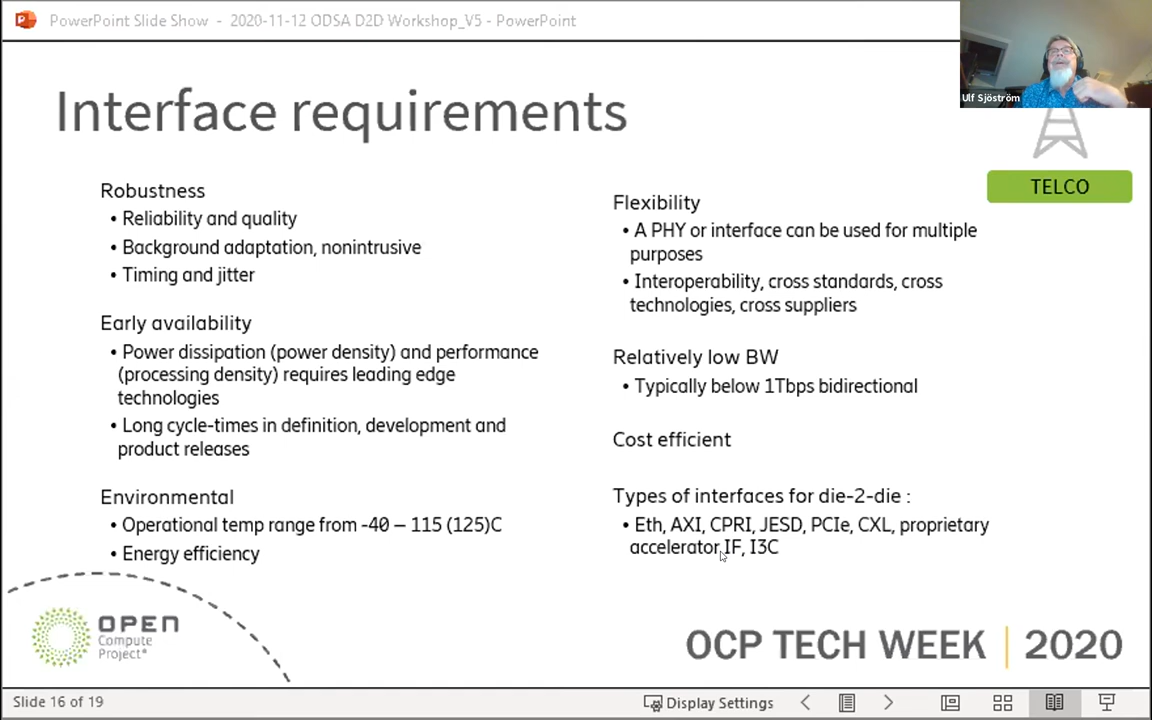 PowerPoint Slide Show - 2020-11-12 ODSA D2D Workshop_V5 - PowerPoint
Ulf Sjöström
Interface requirements
TELCO
Robustness
• Reliability and quality
• Background adaptation, nonintrusive
• Timing and jitter
Early availability
• Power dissipation (power density) and performance
(processing density) requires leading edge
technologies
• Long cycle-times in definition, development and
product releases
Environmental
• Operational temp range from -40 – 115 (125)C
• Energy efficiency
Flexibility
• A PHY or interface can be used for multiple
purposes
• Interoperability, cross standards, cross
technologies, cross suppliers
Relatively low BW
• Typically below 1Tbps bidirectional
Cost efficient
Types of interfaces for die-2-die :
• Eth, AXI, CPRI, JESD, PCIe, CXL, proprietary
accelerator IF, I3C
OPEN
Compute
Project®
OCP TECH WEEK | 2020
Slide 16 of 19
Display Settings